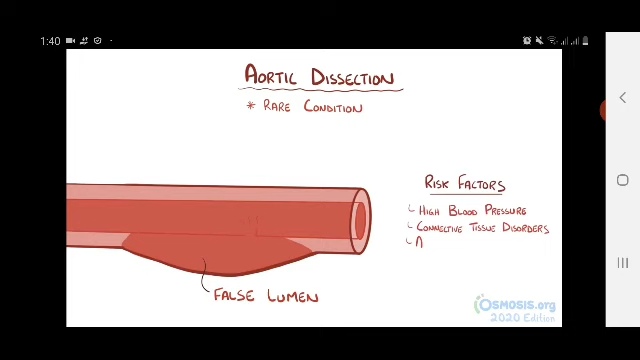 1:40
AORTIC DISSECTION
* RARE CONDITION
RISK FACTORS
HIGH BLOOD PRESSURE
CONNECTIVE TISSUE DISORDERS
A
FALSE LUMEN
OSMOSIS.org
2020 Edition